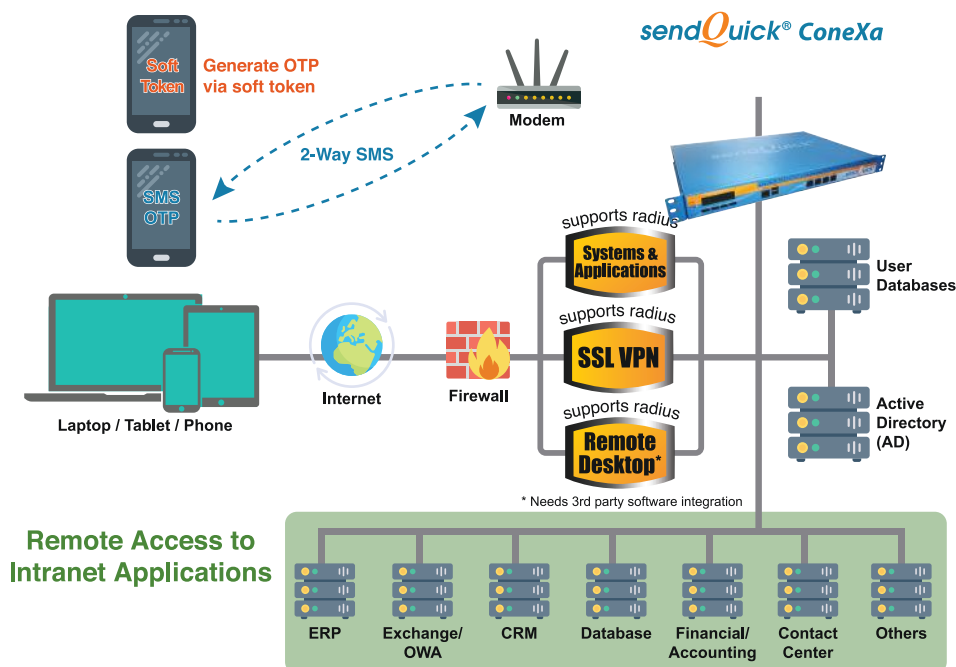 sendQuick® ConeXa
Soft
Token
Generate OTP
via soft token
Modem
2-Way SMS
SMS
OTP
sendQuick
supports radius
Systems &
Applications
User
Databases
supports radius
SSL VPN
Internet
Firewall
Laptop / Tablet / Phone
supports radius
Remote
Desktop*
Active
Directory
(AD)
* Needs 3rd party software integration
Remote Access to
Intranet Applications
ERP
Exchange/
OWA
CRM
Database
Financial/
Accounting
Contact
Center
Others